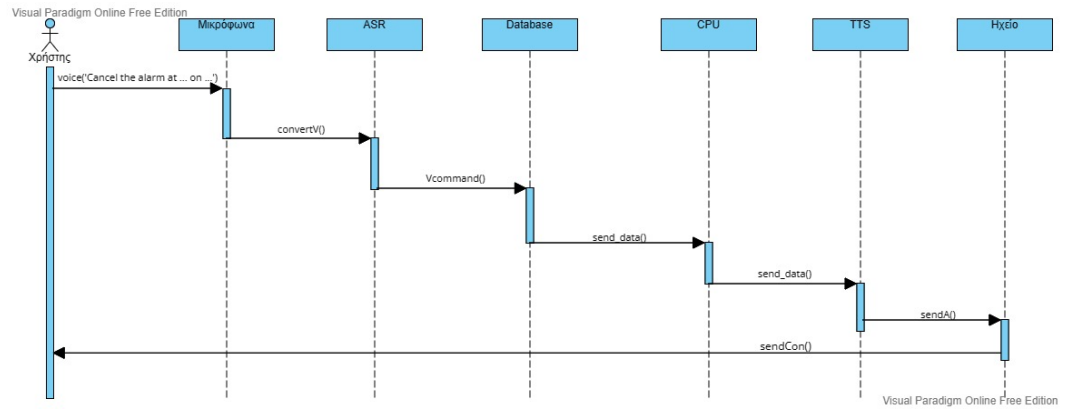 Visual Paradigm Online Free Edition
Χρήστης
Μικρόφωνα
ASR
Database
CPU
TTS
Ηχείο
voice('Cancel the alarm at ... on ...')
convertV()
Vcommand()
send_data()
send_data()
sendA()
sendCon()
Visual Paradigm Online Free Edition